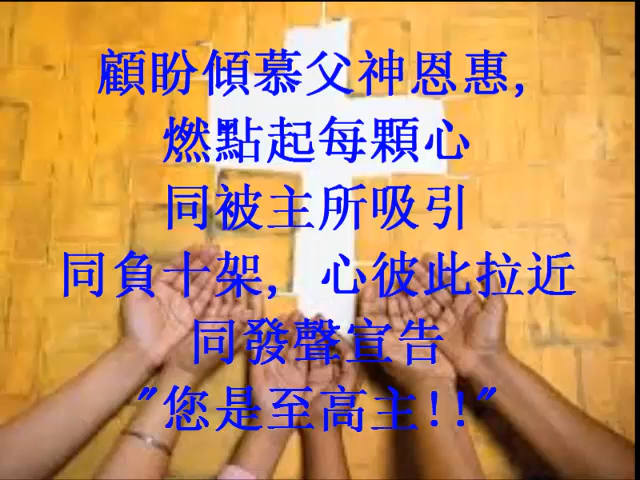 顧盼傾慕父神恩惠,
燃點起每顆心
同被主所吸引
同負十架, 心彼此拉近
同發聲宣告
"您是至高主!!"